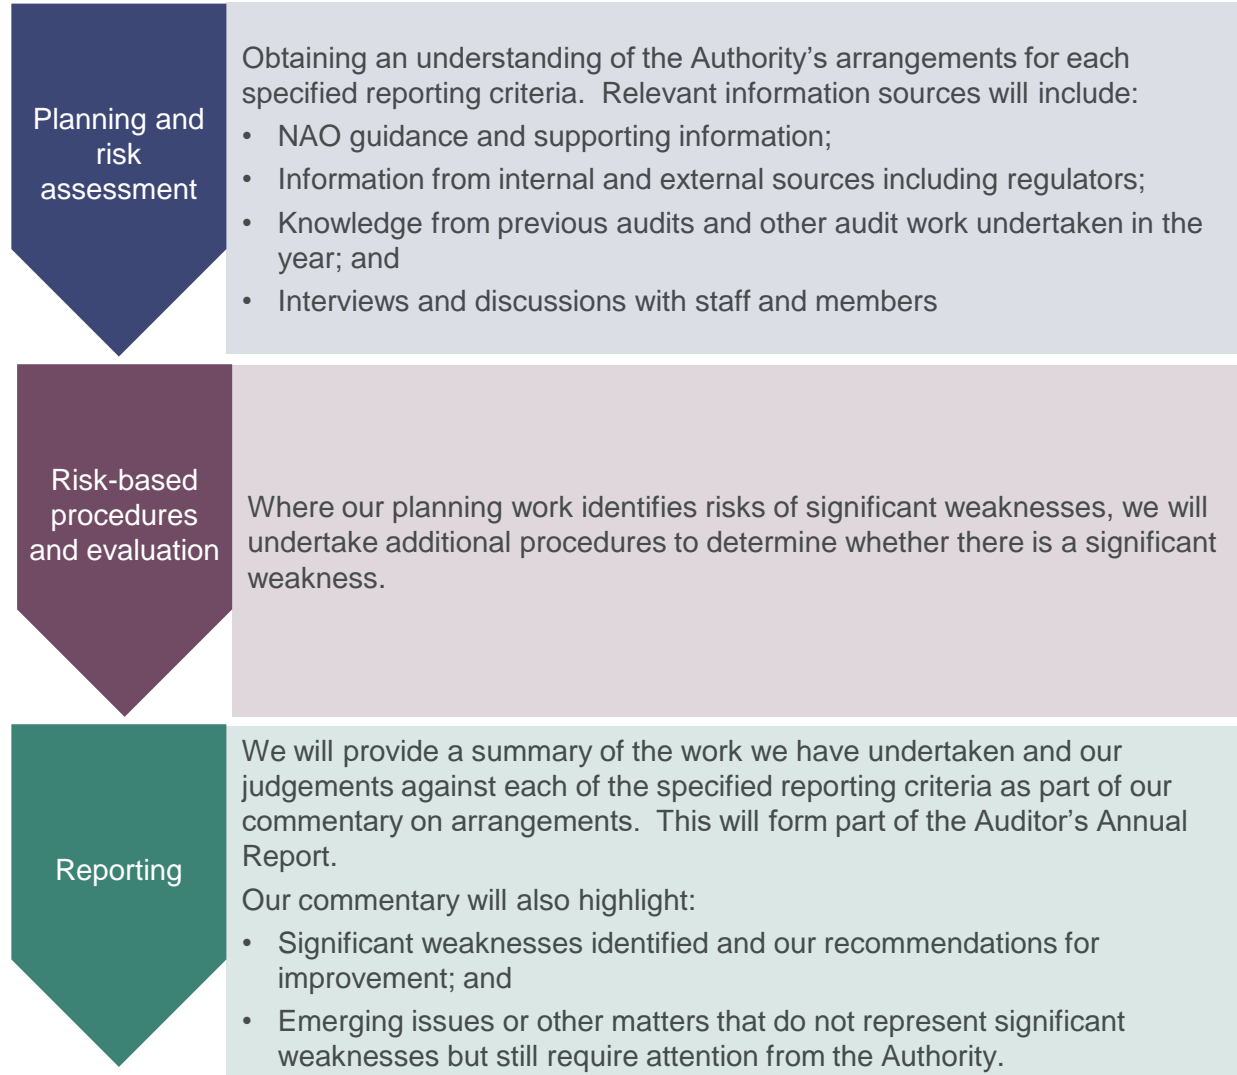 Planning and
risk
assessment
Obtaining an understanding of the Authority’s arrangements for each
specified reporting criteria.  Relevant information sources will include:
• NAO guidance and supporting information;
• Information from internal and external sources including regulators;
• Knowledge from previous audits and other audit work undertaken in the
year; and
• Interviews and discussions with staff and members
Risk-based
procedures
and evaluation
Where our planning work identifies risks of significant weaknesses, we will
undertake additional procedures to determine whether there is a significant
weakness.
Reporting
We will provide a summary of the work we have undertaken and our
judgements against each of the specified reporting criteria as part of our
commentary on arrangements.  This will form part of the Auditor’s Annual
Report.
Our commentary will also highlight:
• Significant weaknesses identified and our recommendations for
improvement; and
• Emerging issues or other matters that do not represent significant
weaknesses but still require attention from the Authority.